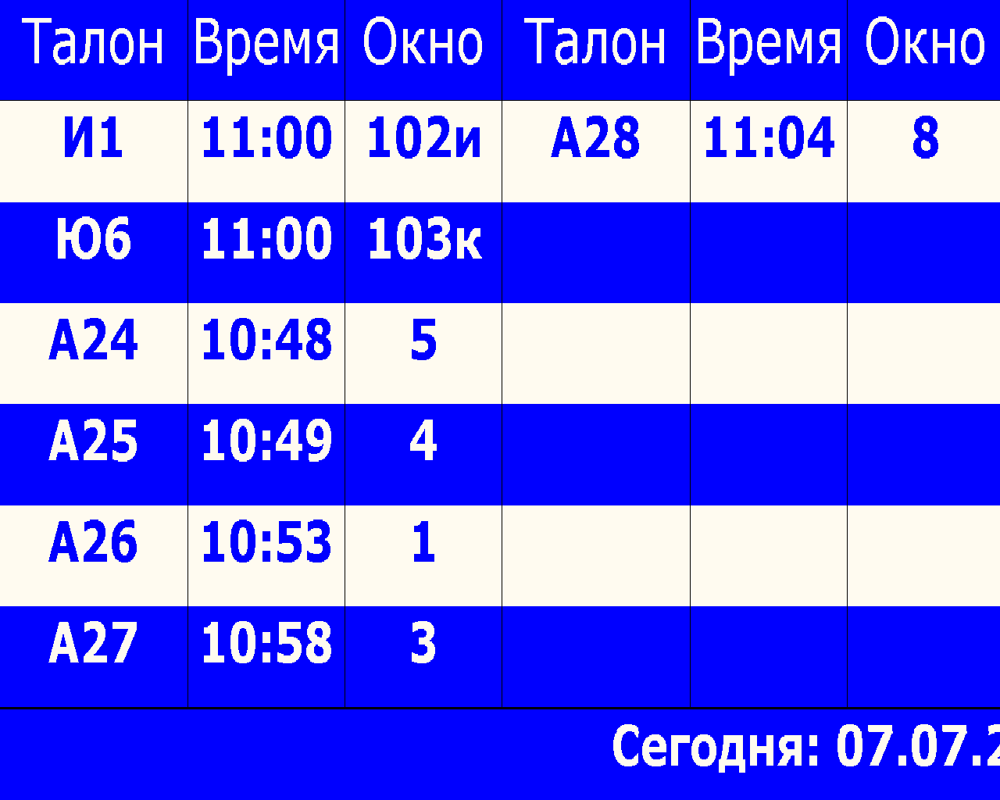 Талон Время Окно Талон Время Окно
И1 11:00 102и А28 11:04 8
Ю6 11:00 103к
А24 10:48 5
А25 10:49 4
А26 10:53 1
А27 10:58 3
Сегодня: 07.07.2